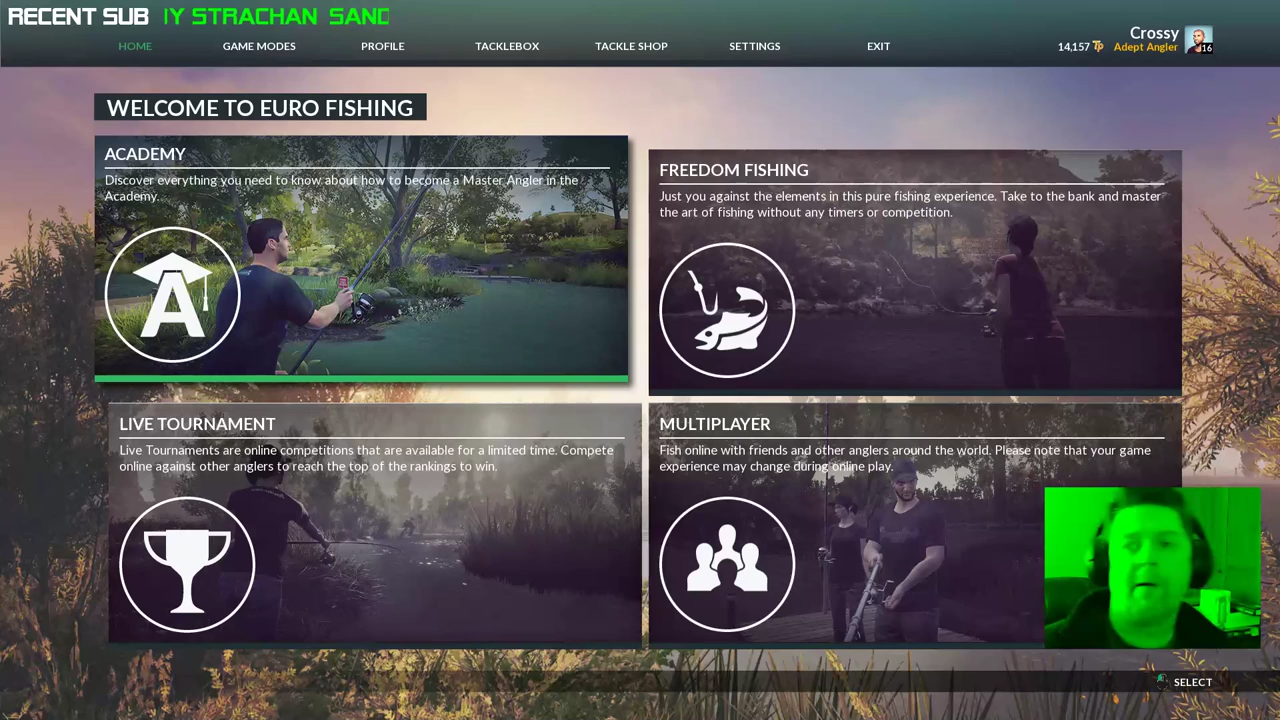 RECENT SUB IY STRACHAN SAND
HOME GAME MODES PROFILE TACKLEBOX TACKLE SHOP SETTINGS EXIT
Crossy
14,157 Adept Angler 16
WELCOME TO EURO FISHING
ACADEMY
Discover everything you need to know about how to become a Master Angler in the
Academy.
FREEDOM FISHING
Just you against the elements in this pure fishing experience. Take to the bank and master
the art of fishing without any timers or competition.
LIVE TOURNAMENT
Live Tournaments are online competitions that are available for a limited time. Compete
online against other anglers to reach the top of the rankings to win.
MULTIPLAYER
Fish online with friends and other anglers around the world. Please note that your game
experience may change during online play.
SELECT